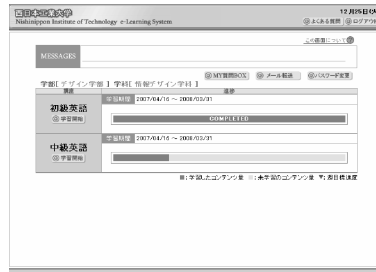 西日本工業大学
12月25日(火)
Nishinippon Institute of Technology e-Learning System
@よくある質問 @ログアウト
この画面について
MESSAGES
@MY質問BOX @メール転送 @パスワード変更
学部[ デザイン学部 ] 学科[ 情報デザイン学科 ]
講座 進捗
初級英語
@学習開始
学習期間 2007/04/16 ~ 2008/03/31
COMPLETED
中級英語
@学習開始
学習期間 2007/04/16 ~ 2008/03/31
■:学習したコンテンツ量 :未学習のコンテンツ量 ▼:週目標進度